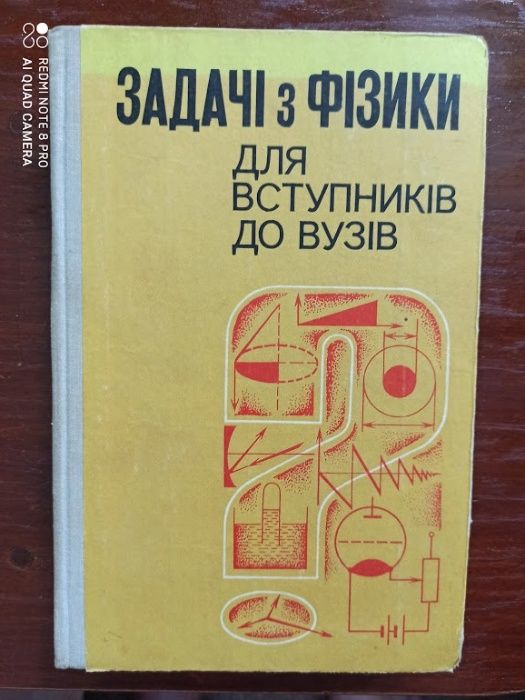 ЗАДАЧІ З ФІЗИКИ
ДЛЯ
ВСТУПНИКІВ
ДО ВУЗІВ
REDMI NOTE 8 PRO
AI QUAD CAMERA